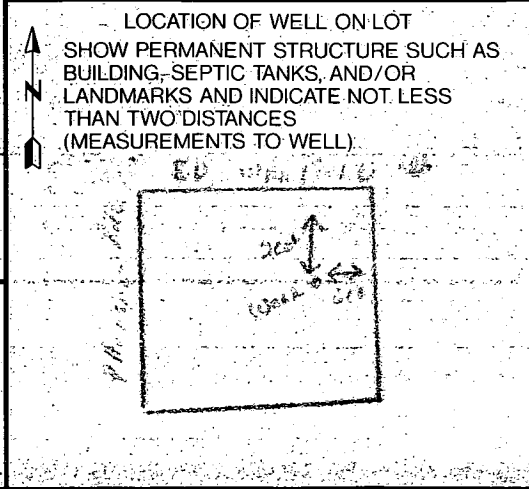 LOCATION OF WELL ON LOT
SHOW PERMANENT STRUCTURE SUCH AS
BUILDING, SEPTIC TANKS, AND/OR
N
LANDMARKS AND INDICATE NOT LESS
THAN TWO DISTANCES
(MEASUREMENTS TO WELL)
ED